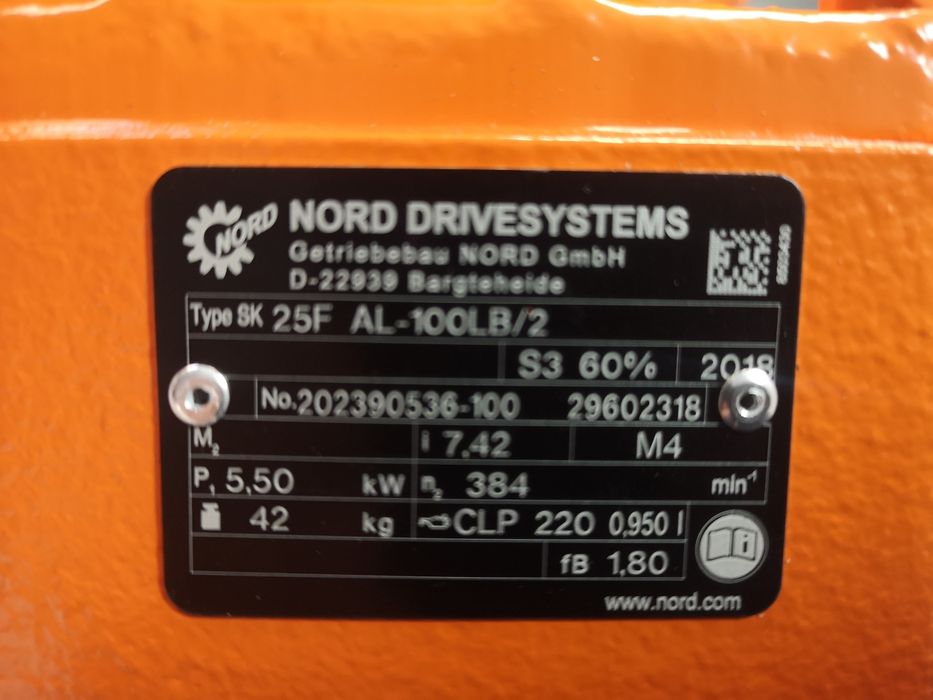 NORD
NORD DRIVESYSTEMS
Getriebebau NORD GmbH
D-22939 Bargteheide
Type SK 25F AL-100LB/2
S3 60% 2018
No. 202390536-100 29602318
M₂ i 7,42 M4
P₁ 5,50 kW n₂ 384 min⁻¹
42 kg CLP 220 0,950 l
fB 1,80
i
www.nord.com